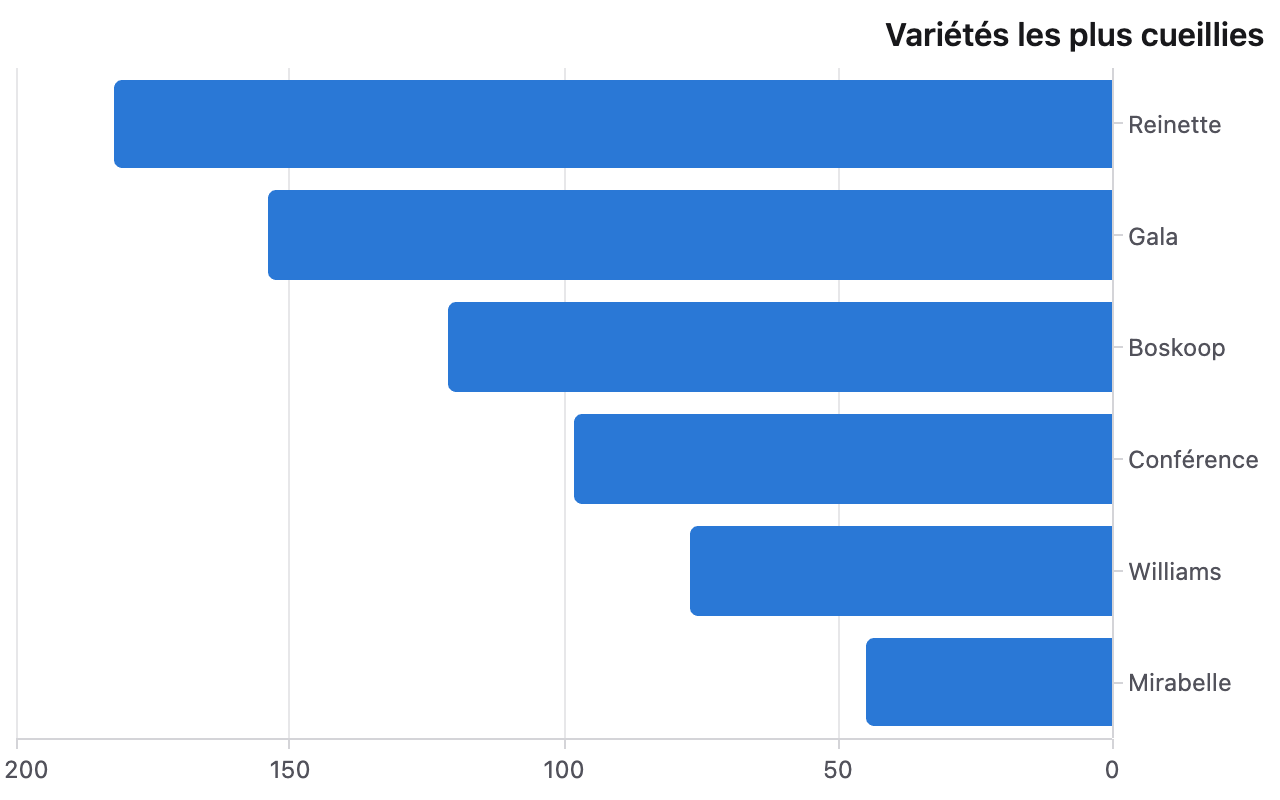 Variétés les plus cueillies
Reinette
Gala
Boskoop
Conférence
Williams
Mirabelle
200 150 100 50 0